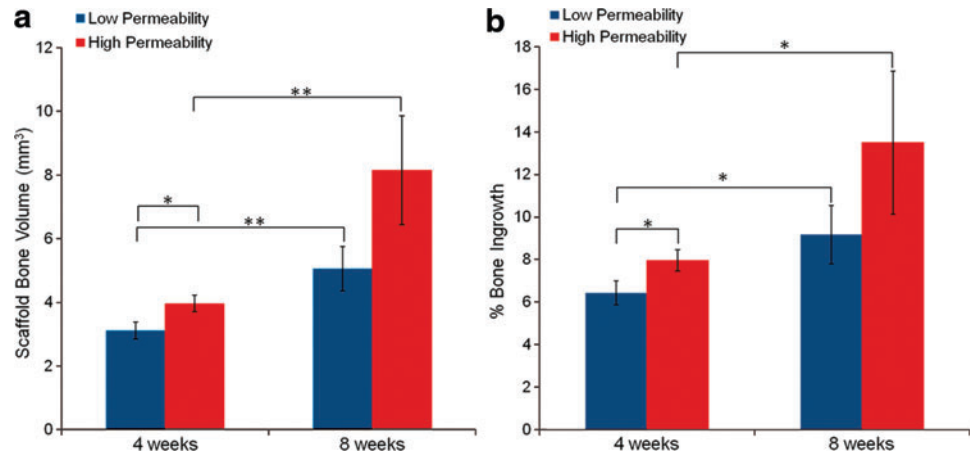 a
Low Permeability
High Permeability
Scaffold Bone Volume (mm³)
12
10
8
6
4
2
0
**
*
**
4 weeks
8 weeks
b
Low Permeability
High Permeability
% Bone Ingrowth
18
16
14
12
10
8
6
4
2
0
*
*
*
4 weeks
8 weeks